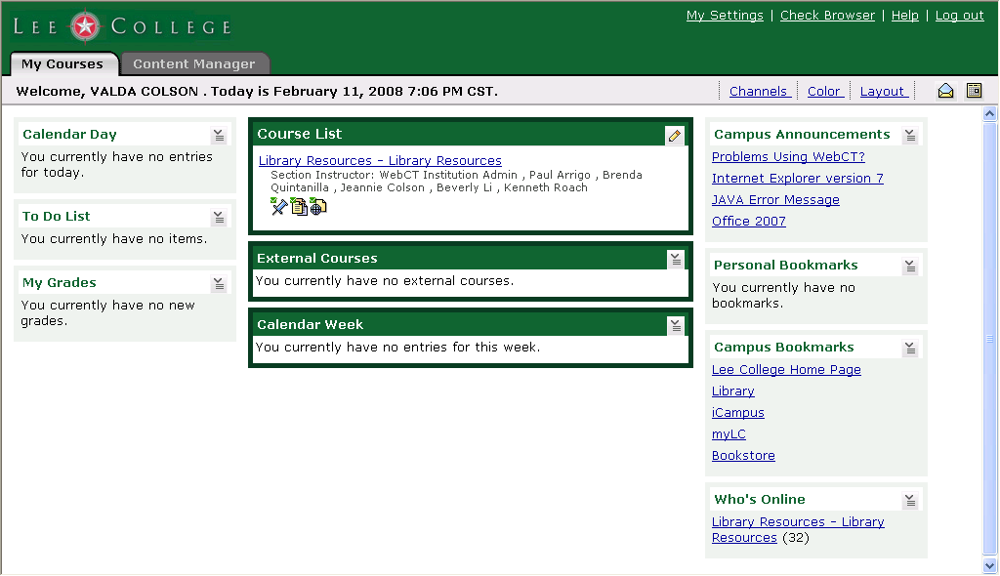 LEE COLLEGE
My Settings | Check Browser | Help | Log out
My Courses
Content Manager
Welcome, VALDA COLSON . Today is February 11, 2008 7:06 PM CST.
Channels
Color
Layout
Calendar Day
You currently have no entries
for today.
To Do List
You currently have no items.
My Grades
You currently have no new
grades.
Course List
Library Resources - Library Resources
Section Instructor: WebCT Institution Admin , Paul Arrigo , Brenda
Quintanilla , Jeannie Colson , Beverly Li , Kenneth Roach
External Courses
You currently have no external courses.
Calendar Week
You currently have no entries for this week.
Campus Announcements
Problems Using WebCT?
Internet Explorer version 7
JAVA Error Message
Office 2007
Personal Bookmarks
You currently have no
bookmarks.
Campus Bookmarks
Lee College Home Page
Library
iCampus
myLC
Bookstore
Who's Online
Library Resources - Library
Resources (32)